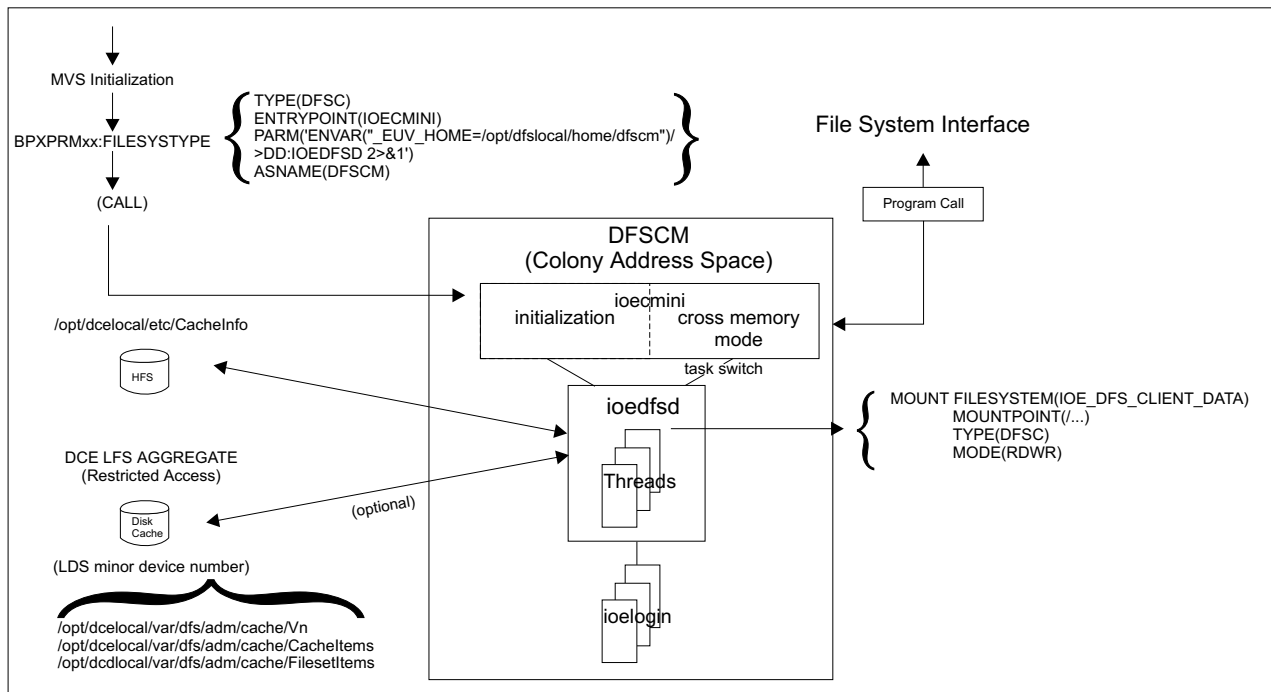 MVS Initialization
BPXPRMxx:FILESYSTYPE
(CALL)
TYPE(DFSC)
ENTRYPOINT(IOECMINI)
PARM('ENVAR("_EUV_HOME=/opt/dfslocal/home/dfscm")/
>DD:IOEDFSD 2>&1')
ASNAME(DFSCM)
File System Interface
Program Call
DFSCM
(Colony Address Space)
ioecmini
initialization
cross memory
mode
task switch
/opt/dcelocal/etc/CacheInfo
HFS
ioedfsd
Threads
MOUNT FILESYSTEM(IOE_DFS_CLIENT_DATA)
MOUNTPOINT(/...)
TYPE(DFSC)
MODE(RDWR)
DCE LFS AGGREGATE
(Restricted Access)
(optional)
Disk
Cache
(LDS minor device number)
/opt/dcelocal/var/dfs/adm/cache/Vn
/opt/dcelocal/var/dfs/adm/cache/CacheItems
/opt/dcdlocal/var/dfs/adm/cache/FilesetItems
ioelogin